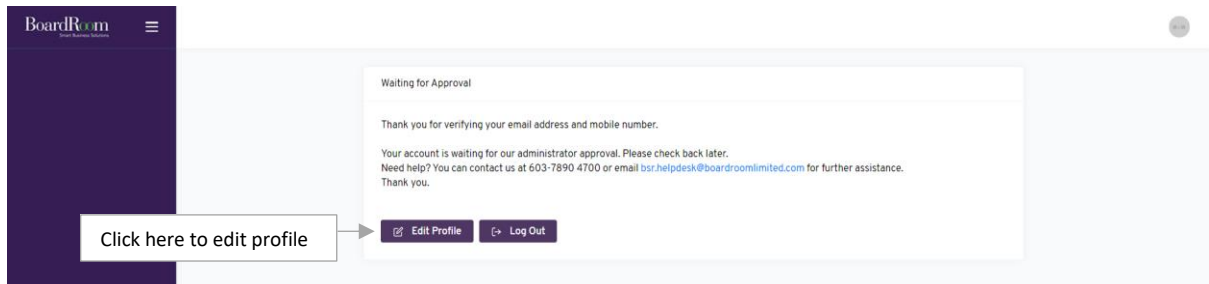 BoardRoom
Smart Business Solutions
Waiting for Approval
Thank you for verifying your email address and mobile number.
Your account is waiting for our administrator approval. Please check back later.
Need help? You can contact us at 603-7890 4700 or email bsr.helpdesk@boardroomlimited.com for further assistance.
Thank you.
Click here to edit profile
Edit Profile
Log Out